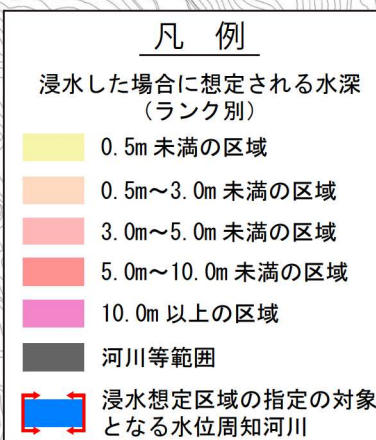 凡 例
浸水した場合に想定される水深
(ランク別)
0.5m 未満の区域
0.5m～3.0m 未満の区域
3.0m～5.0m 未満の区域
5.0m～10.0m 未満の区域
10.0m 以上の区域
河川等範囲
浸水想定区域の指定の対象
となる水位周知河川